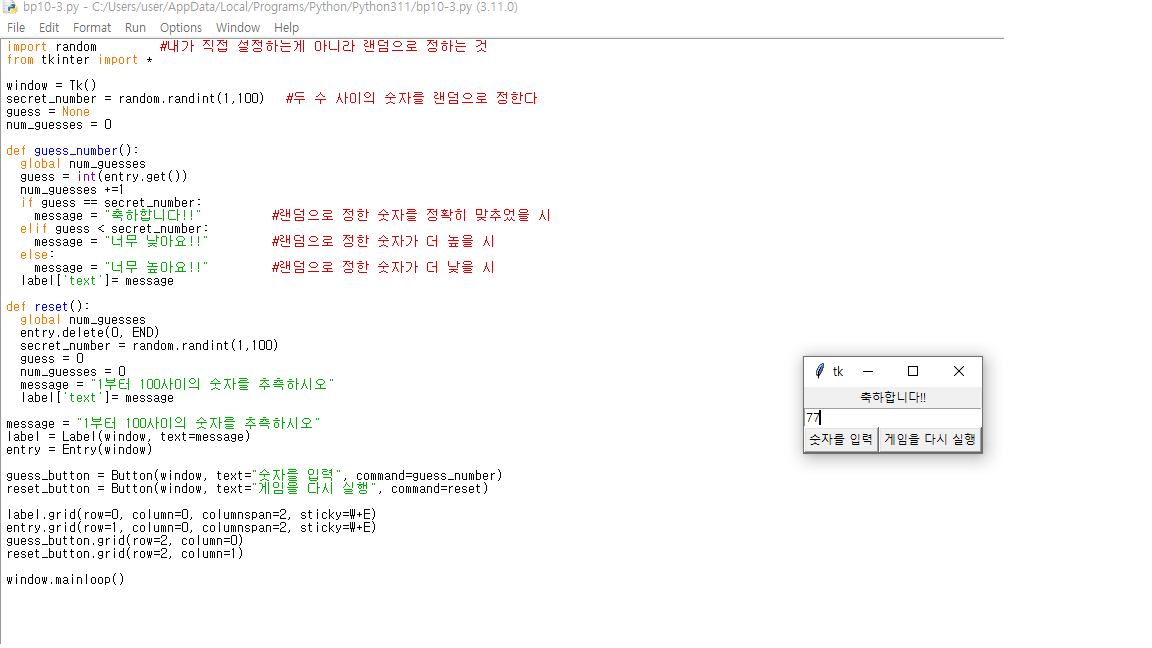 bp10-3.py - C:/Users/user/AppData/Local/Programs/Python/Python311/bp10-3.py (3.11.0)
File Edit Format Run Options Window Help
import random #내가 직접 설정하는게 아니라 랜덤으로 정하는 것
from tkinter import *
window = Tk()
secret_number = random.randint(1,100) #두 수 사이의 숫자를 랜덤으로 정한다
guess = None
num_guesses = 0
def guess_number():
global num_guesses
guess = int(entry.get())
num_guesses +=1
if guess == secret_number:
message = "축하합니다!!" #랜덤으로 정한 숫자를 정확히 맞추었을 시
elif guess < secret_number:
message = "너무 낮아요!!" #랜덤으로 정한 숫자가 더 높을 시
else:
message = "너무 높아요!!" #랜덤으로 정한 숫자가 더 낮을 시
label['text']= message
def reset():
global num_guesses
entry.delete(0, END)
secret_number = random.randint(1,100)
guess = 0
num_guesses = 0
message = "1부터 100사이의 숫자를 추측하시오"
label['text']= message
message = "1부터 100사이의 숫자를 추측하시오"
label = Label(window, text=message)
entry = Entry(window)
guess_button = Button(window, text="숫자를 입력", command=guess_number)
reset_button = Button(window, text="게임을 다시 실행", command=reset)
label.grid(row=0, column=0, columnspan=2, sticky=W+E)
entry.grid(row=1, column=0, columnspan=2, sticky=W+E)
guess_button.grid(row=2, column=0)
reset_button.grid(row=2, column=1)
window.mainloop()
tk
축하합니다!!
77
숫자를 입력 게임을 다시 실행